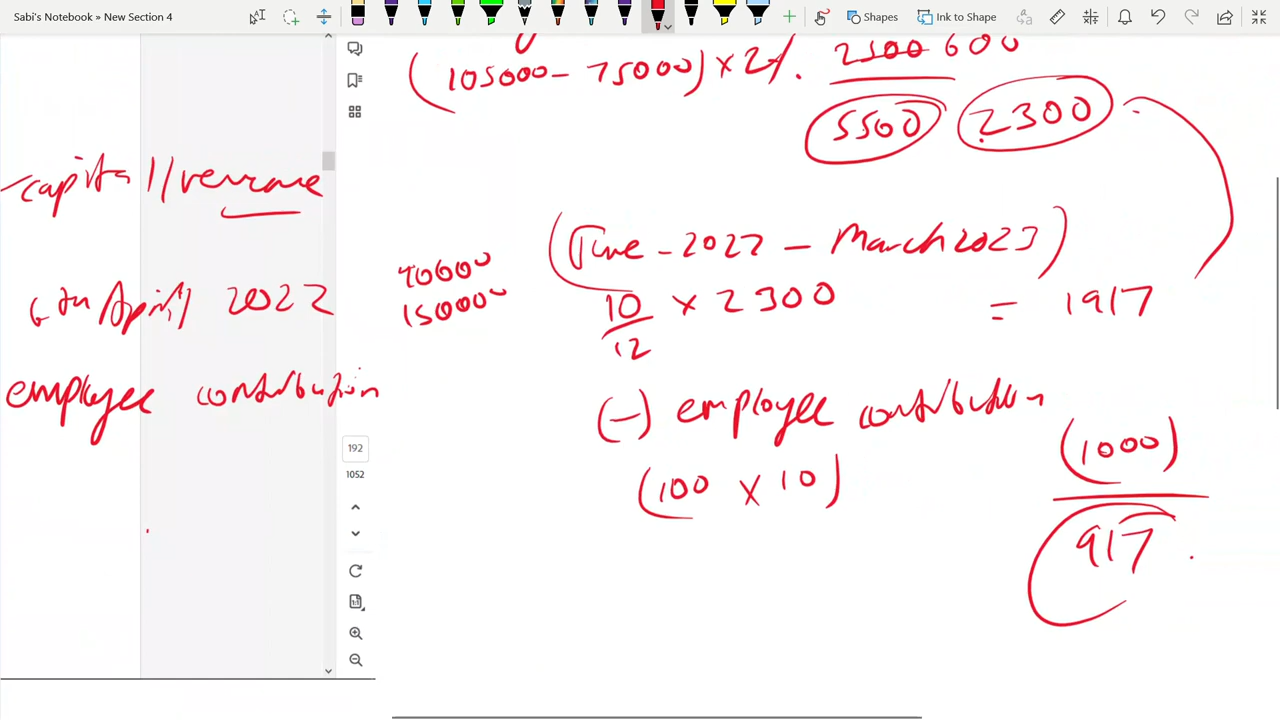 Sabi's Notebook » New Section 4
Shapes
Ink to Shape
(105000 - 75000) × 2%. 2300 600
5500 2300
-capital/revenue
(June - 2022 - March 2023)
150000
10/12 × 2300 = 1917
6th April 2022
employee contribution
(-) employee contribution
(1000)
192
1052
(100 × 10)
917